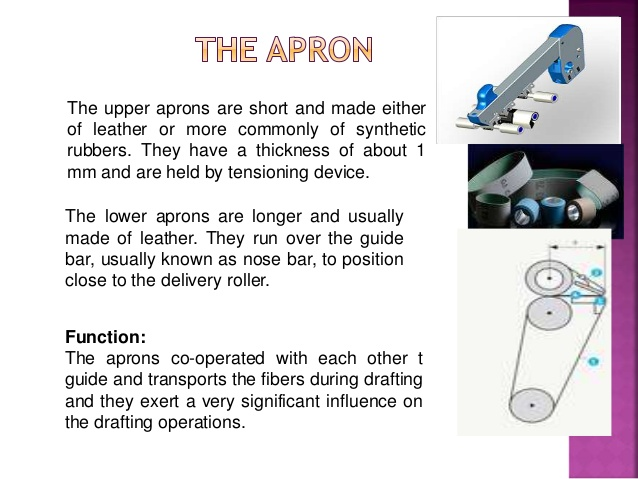 THE APRON
The upper aprons are short and made either
of leather or more commonly of synthetic
rubbers. They have a thickness of about 1
mm and are held by tensioning device.
The lower aprons are longer and usually
made of leather. They run over the guide
bar, usually known as nose bar, to position
close to the delivery roller.
Function:
The aprons co-operated with each other t
guide and transports the fibers during drafting
and they exert a very significant influence on
the drafting operations.